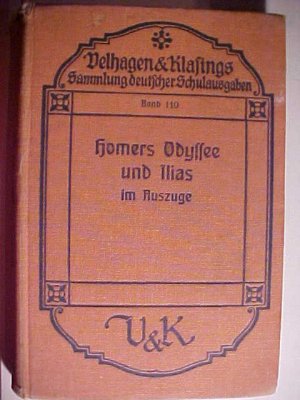 Velhagen & Klasings
Sammlung deutscher Schulausgaben
Band 110
Homers Odyssee
und Ilias
im Auszuge
V&K